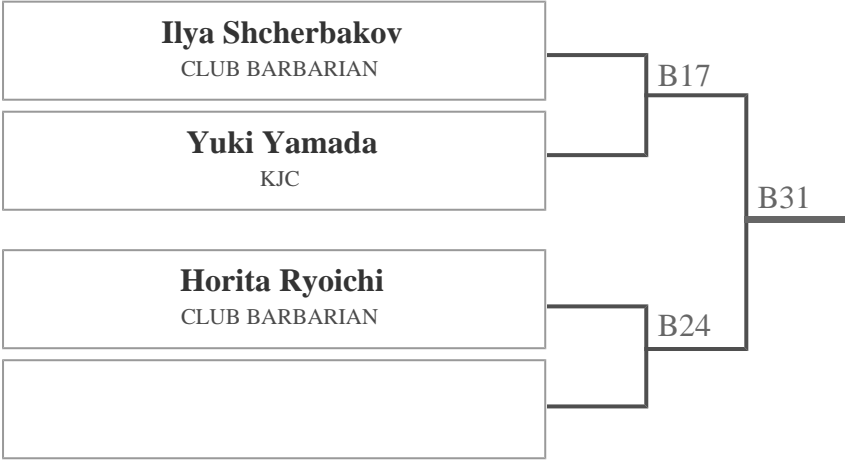 Ilya Shcherbakov
CLUB BARBARIAN
B17
Yuki Yamada
KJC
B31
Horita Ryoichi
CLUB BARBARIAN
B24